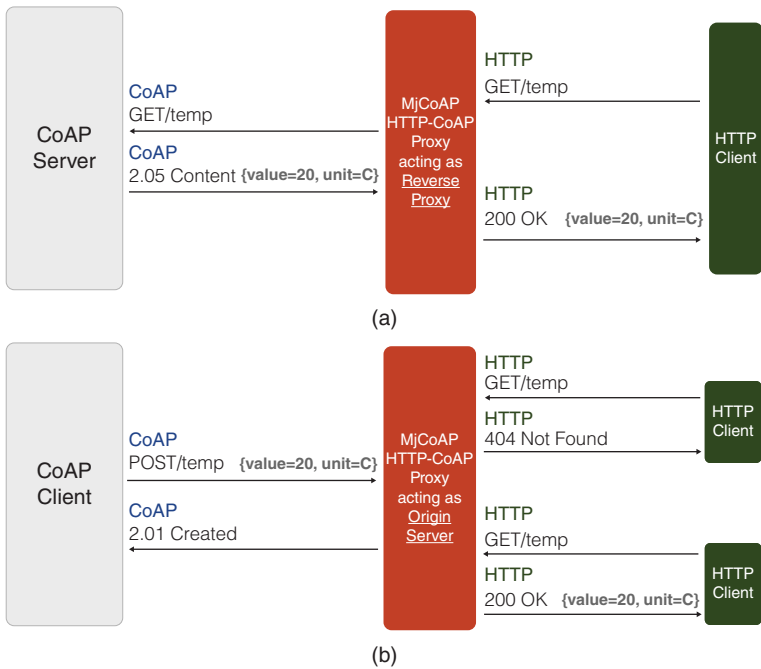 CoAP
Server
CoAP
GET/temp
CoAP
2.05 Content {value=20, unit=C}
MjCoAP
HTTP-CoAP
Proxy
acting as
Reverse
Proxy
HTTP
GET/temp
HTTP
200 OK {value=20, unit=C}
HTTP
Client
(a)
CoAP
Client
CoAP
POST/temp {value=20, unit=C}
CoAP
2.01 Created
MjCoAP
HTTP-CoAP
Proxy
acting as
Origin
Server
HTTP
GET/temp
HTTP
404 Not Found
HTTP
Client
HTTP
GET/temp
HTTP
200 OK {value=20, unit=C}
HTTP
Client
(b)